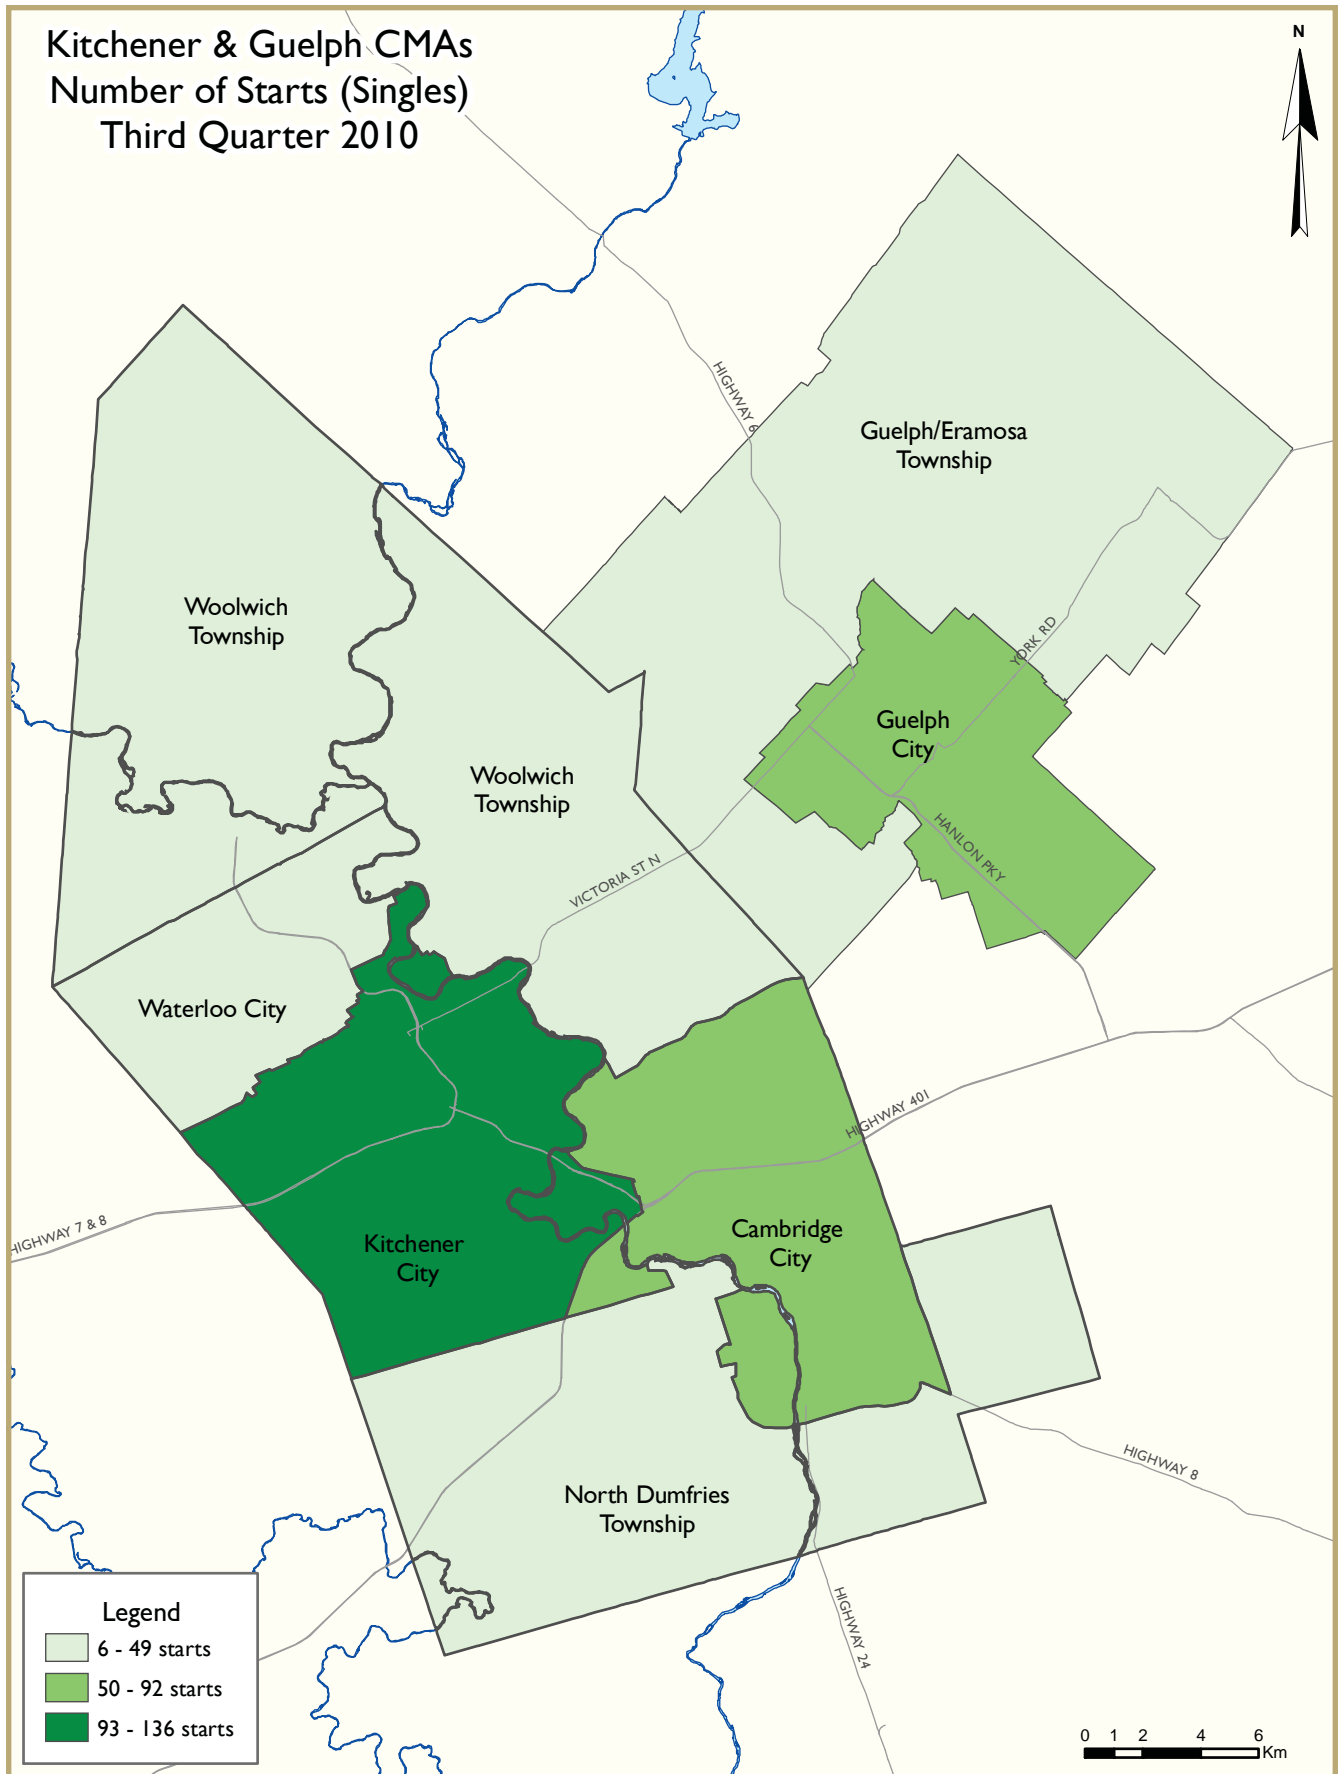 Kitchener & Guelph CMAs
Number of Starts (Singles)
Third Quarter 2010
N
HIGHWAY 6
Guelph/Eramosa
Township
Woolwich
Township
YORK RD
Guelph
City
Woolwich
Township
HANLON PKY
VICTORIA ST N
Waterloo City
HIGHWAY 401
HIGHWAY 7 & 8
Kitchener
City
Cambridge
City
HIGHWAY 8
North Dumfries
Township
HIGHWAY 24
Legend
6 - 49 starts
50 - 92 starts
93 - 136 starts
0 1 2 4 6
Km